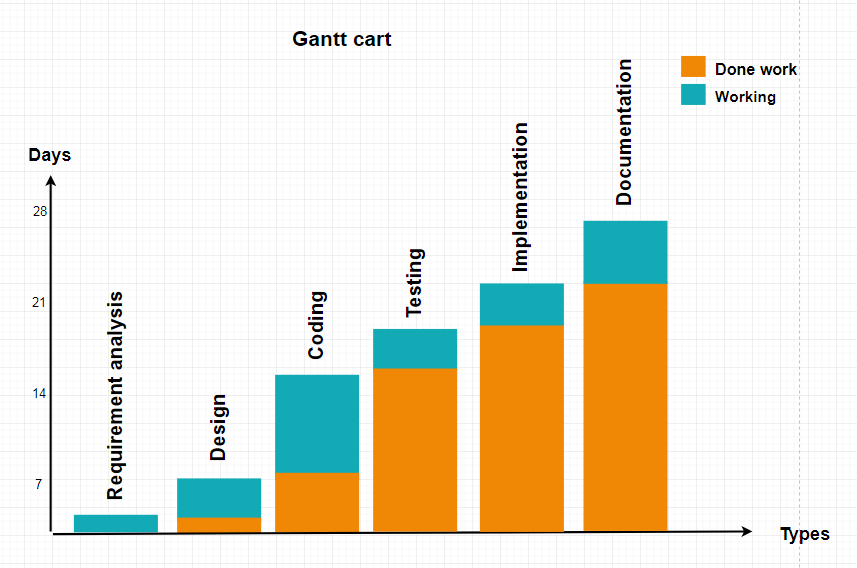 Gantt cart
Done work
Working
Days
28
21
14
7
Requirement analysis
Design
Coding
Testing
Implementation
Documentation
Types